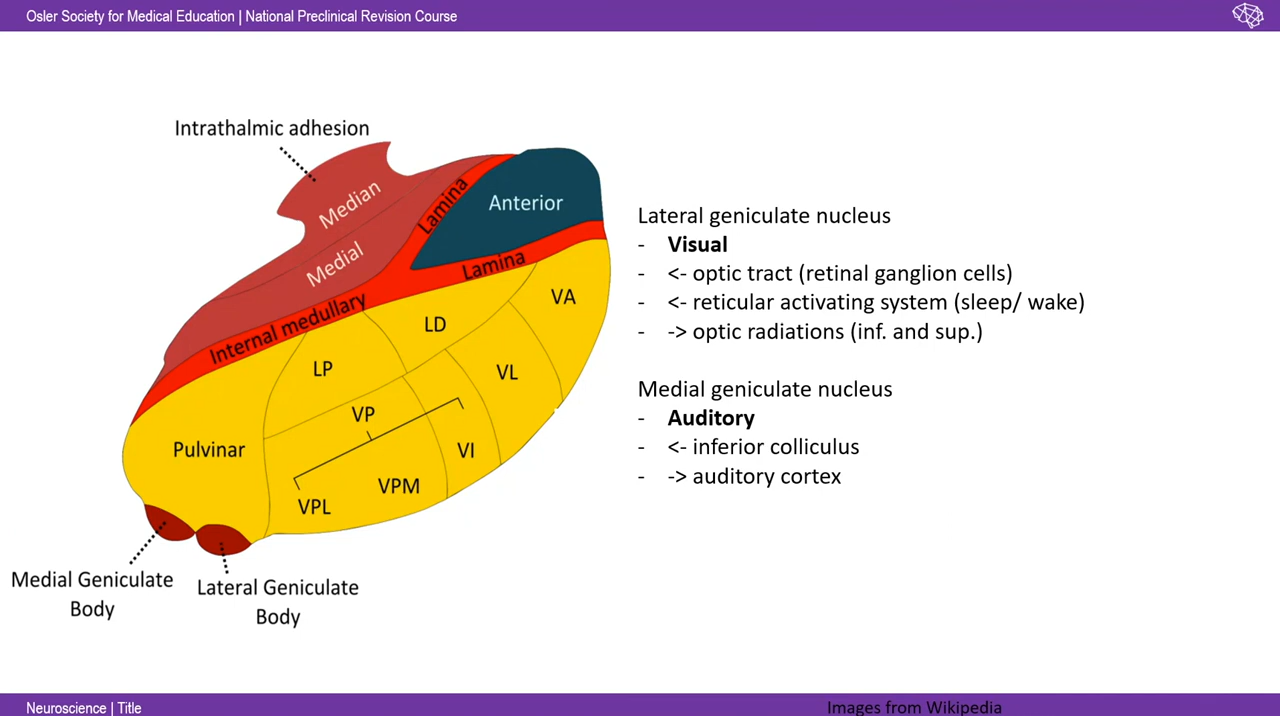 Osler Society for Medical Education | National Preclinical Revision Course
Intrathalmic adhesion
Median
Medial
Lamina
Anterior
Lamina
Internal medullary
VA
LD
LP
VL
VP
VI
Pulvinar
VPM
VPL
Medial Geniculate
Body
Lateral Geniculate
Body
Lateral geniculate nucleus
- Visual
- <- optic tract (retinal ganglion cells)
- <- reticular activating system (sleep/ wake)
- -> optic radiations (inf. and sup.)
Medial geniculate nucleus
- Auditory
- <- inferior colliculus
- -> auditory cortex
Neuroscience | Title
Images from Wikipedia